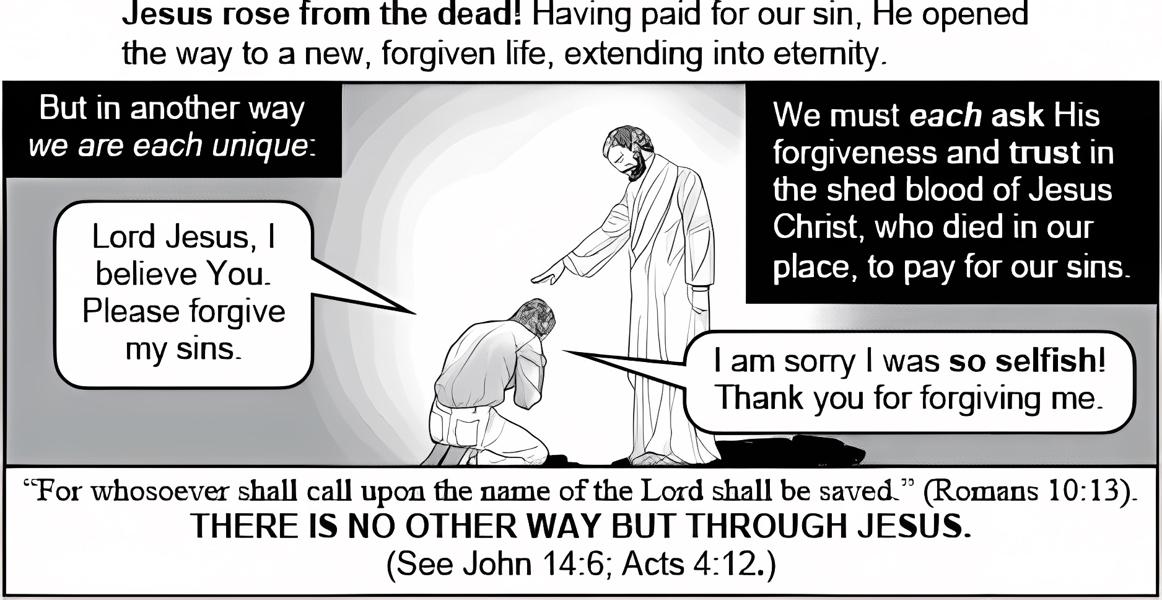 Jesus rose from the dead! Having paid for our sin, He opened
the way to a new, forgiven life, extending into eternity.
But in another way
we are each unique:
We must each ask His
forgiveness and trust in
the shed blood of Jesus
Christ, who died in our
place, to pay for our sins.
Lord Jesus, I
believe You.
Please forgive
my sins.
I am sorry I was so selfish!
Thank you for forgiving me.
“For whosoever shall call upon the name of the Lord shall be saved.” (Romans 10:13).
THERE IS NO OTHER WAY BUT THROUGH JESUS.
(See John 14:6; Acts 4:12.)